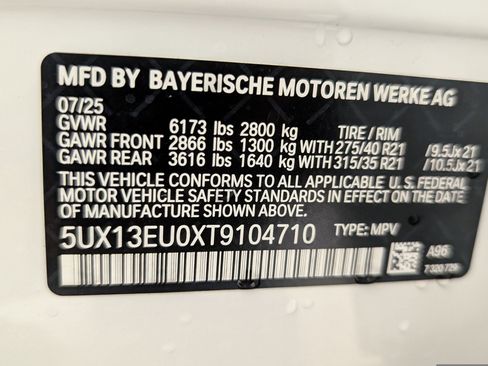 MFD BY BAYERISCHE MOTOREN WERKE AG
07/25
GVWR 6173 lbs 2800 kg TIRE / RIM
GAWR FRONT 2866 lbs 1300 kg WITH 275/40 R21 /9.5Jx21
GAWR REAR 3616 lbs 1640 kg WITH 315/35 R21 /10.5Jx21
THIS VEHICLE CONFORMS TO ALL APPLICABLE U.S. FEDERAL
MOTOR VEHICLE SAFETY STANDARDS IN EFFECT ON THE DATE
OF MANUFACTURE SHOWN ABOVE.
5UX13EU0XT9104710 TYPE: MPV
A96
7 320 729